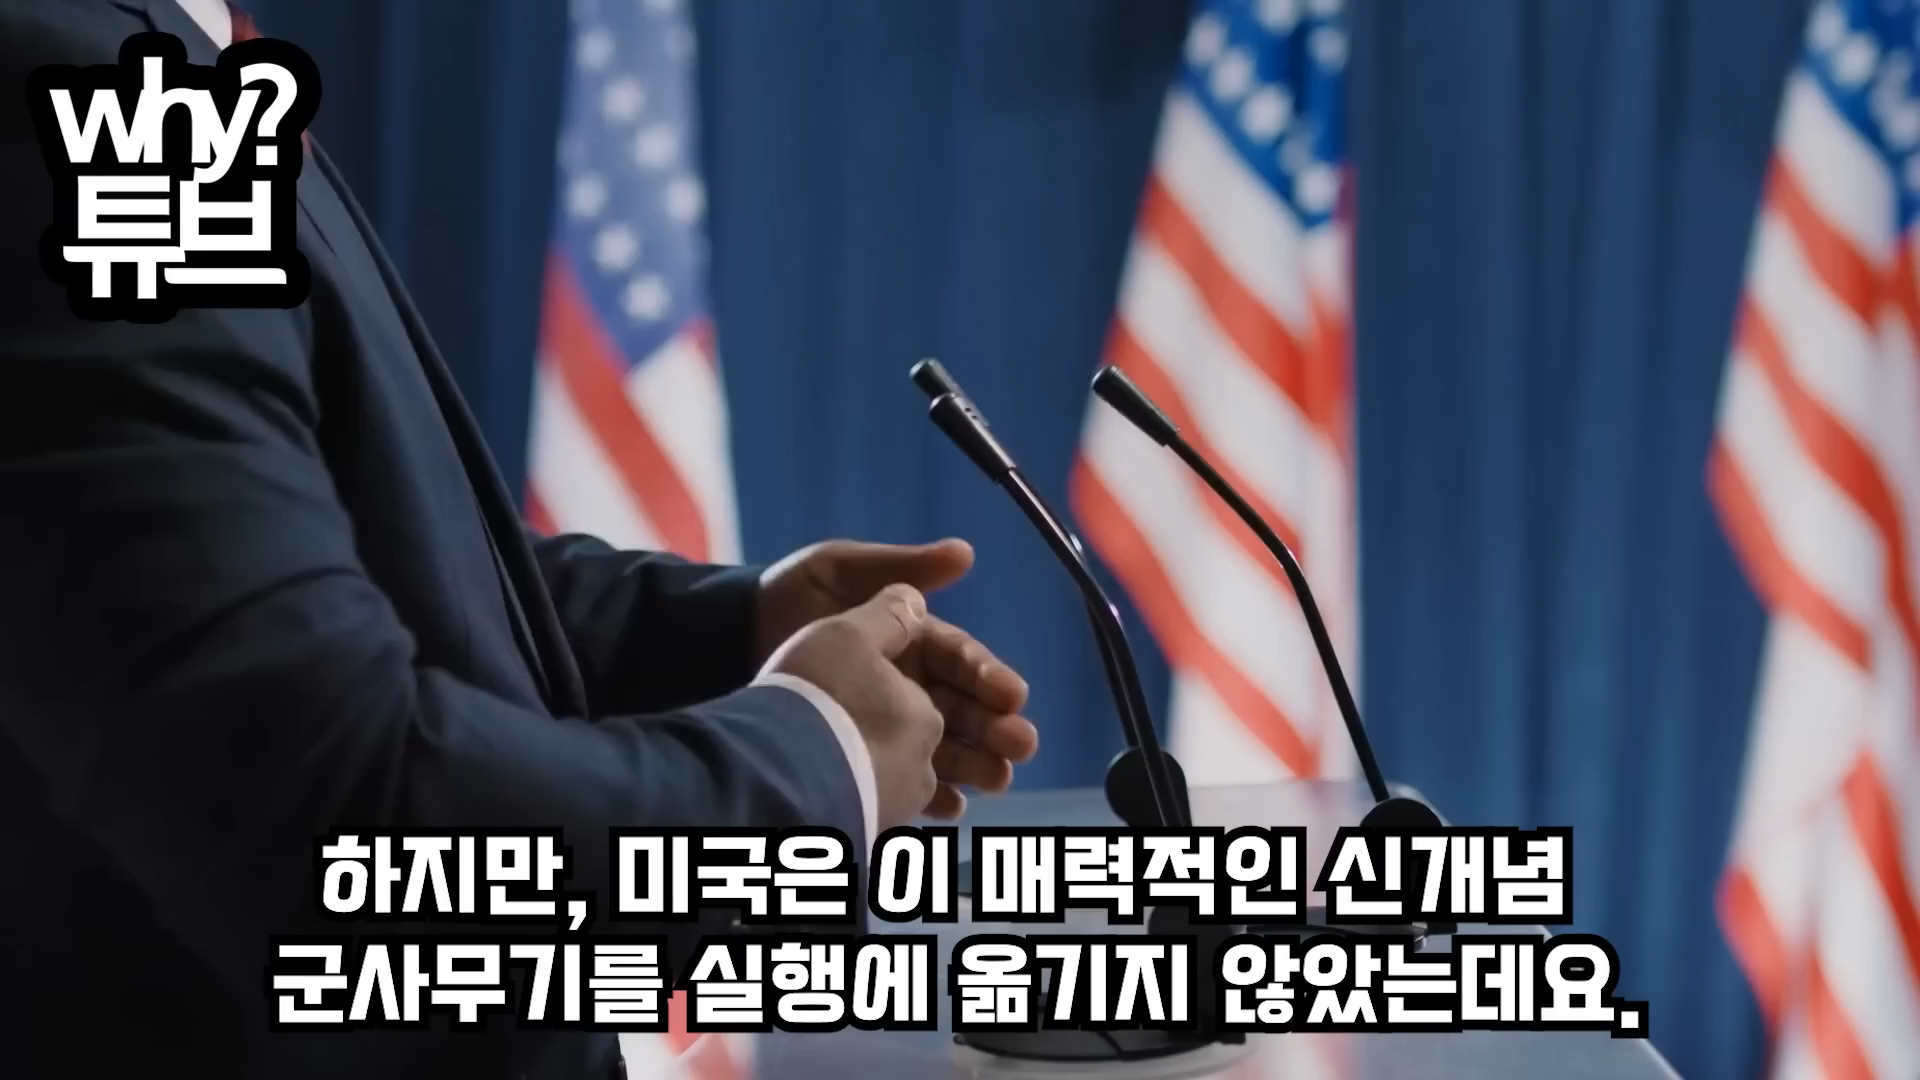 why?
튜브
하지만, 미국은 이 매력적인 신개념
군사무기를 실행에 옮기지 않았는데요.